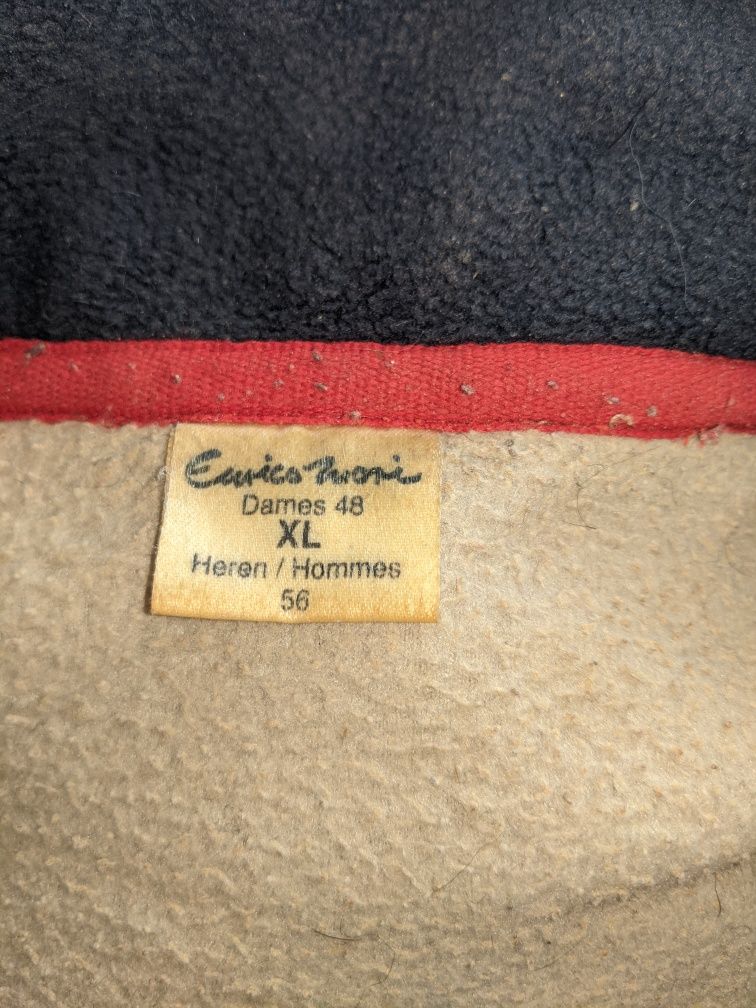 Enrico Mori
Dames 48
XL
Heren / Hommes
56